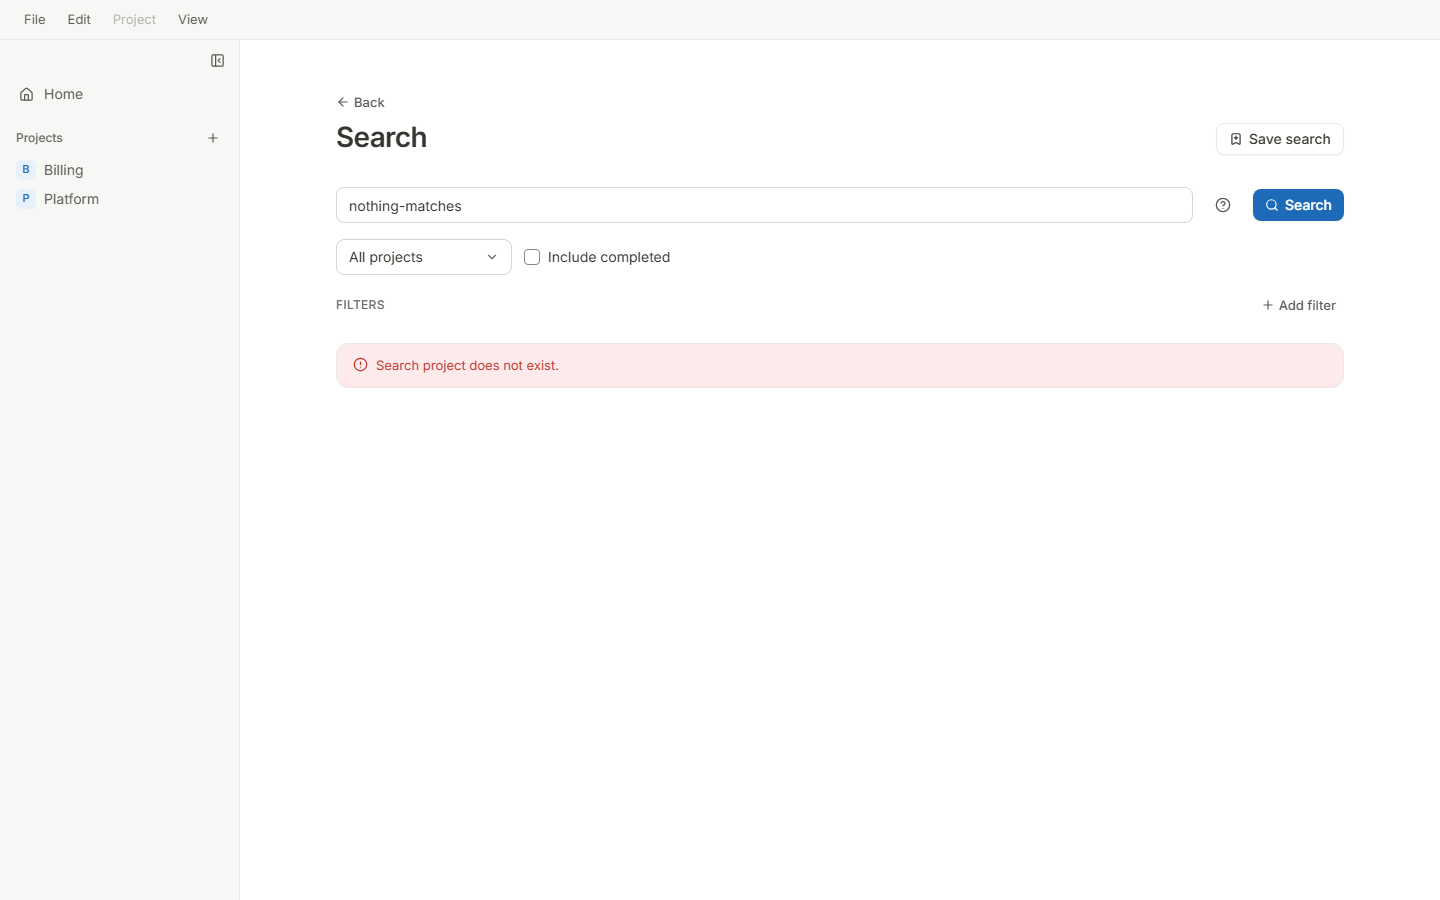 File Edit Project View
Home
Projects
B Billing
P Platform
Back
Search
Save search
nothing-matches
Search
All projects
Include completed
FILTERS
Add filter
Search project does not exist.